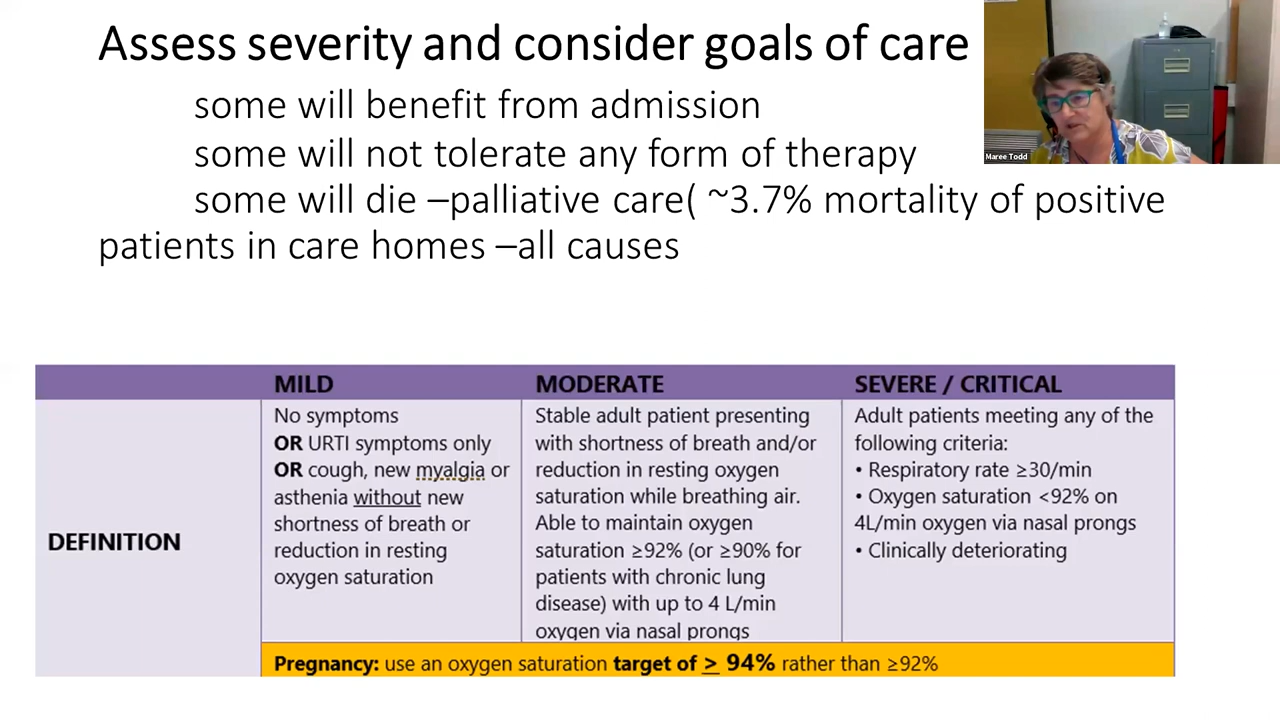 Assess severity and consider goals of care
some will benefit from admission
some will not tolerate any form of therapy
some will die –palliative care( ~3.7% mortality of positive
patients in care homes –all causes
Maree Todd
MILD
MODERATE
SEVERE / CRITICAL
DEFINITION
No symptoms
OR URTI symptoms only
OR cough, new myalgia or
asthenia without new
shortness of breath or
reduction in resting
oxygen saturation
Stable adult patient presenting
with shortness of breath and/or
reduction in resting oxygen
saturation while breathing air.
Able to maintain oxygen
saturation ≥92% (or ≥90% for
patients with chronic lung
disease) with up to 4 L/min
oxygen via nasal prongs
Adult patients meeting any of the
following criteria:
• Respiratory rate ≥30/min
• Oxygen saturation <92% on
4L/min oxygen via nasal prongs
• Clinically deteriorating
Pregnancy: use an oxygen saturation target of ≥ 94% rather than ≥92%